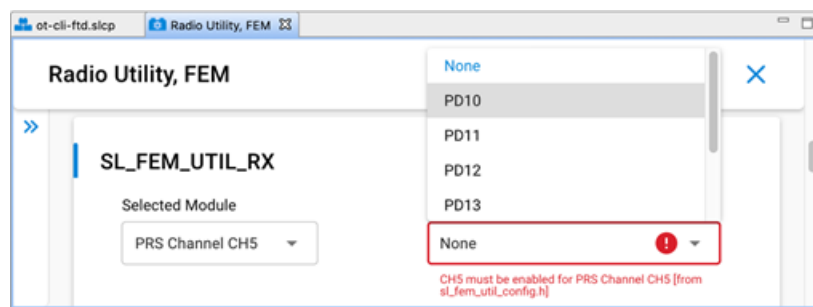 ot-cli-ftd.slcp
Radio Utility, FEM
Radio Utility, FEM
None
PD10
PD11
PD12
PD13
SL_FEM_UTIL_RX
Selected Module
PRS Channel CH5
None
CH5 must be enabled for PRS Channel CH5 [from
sl_fem_util_config.h]